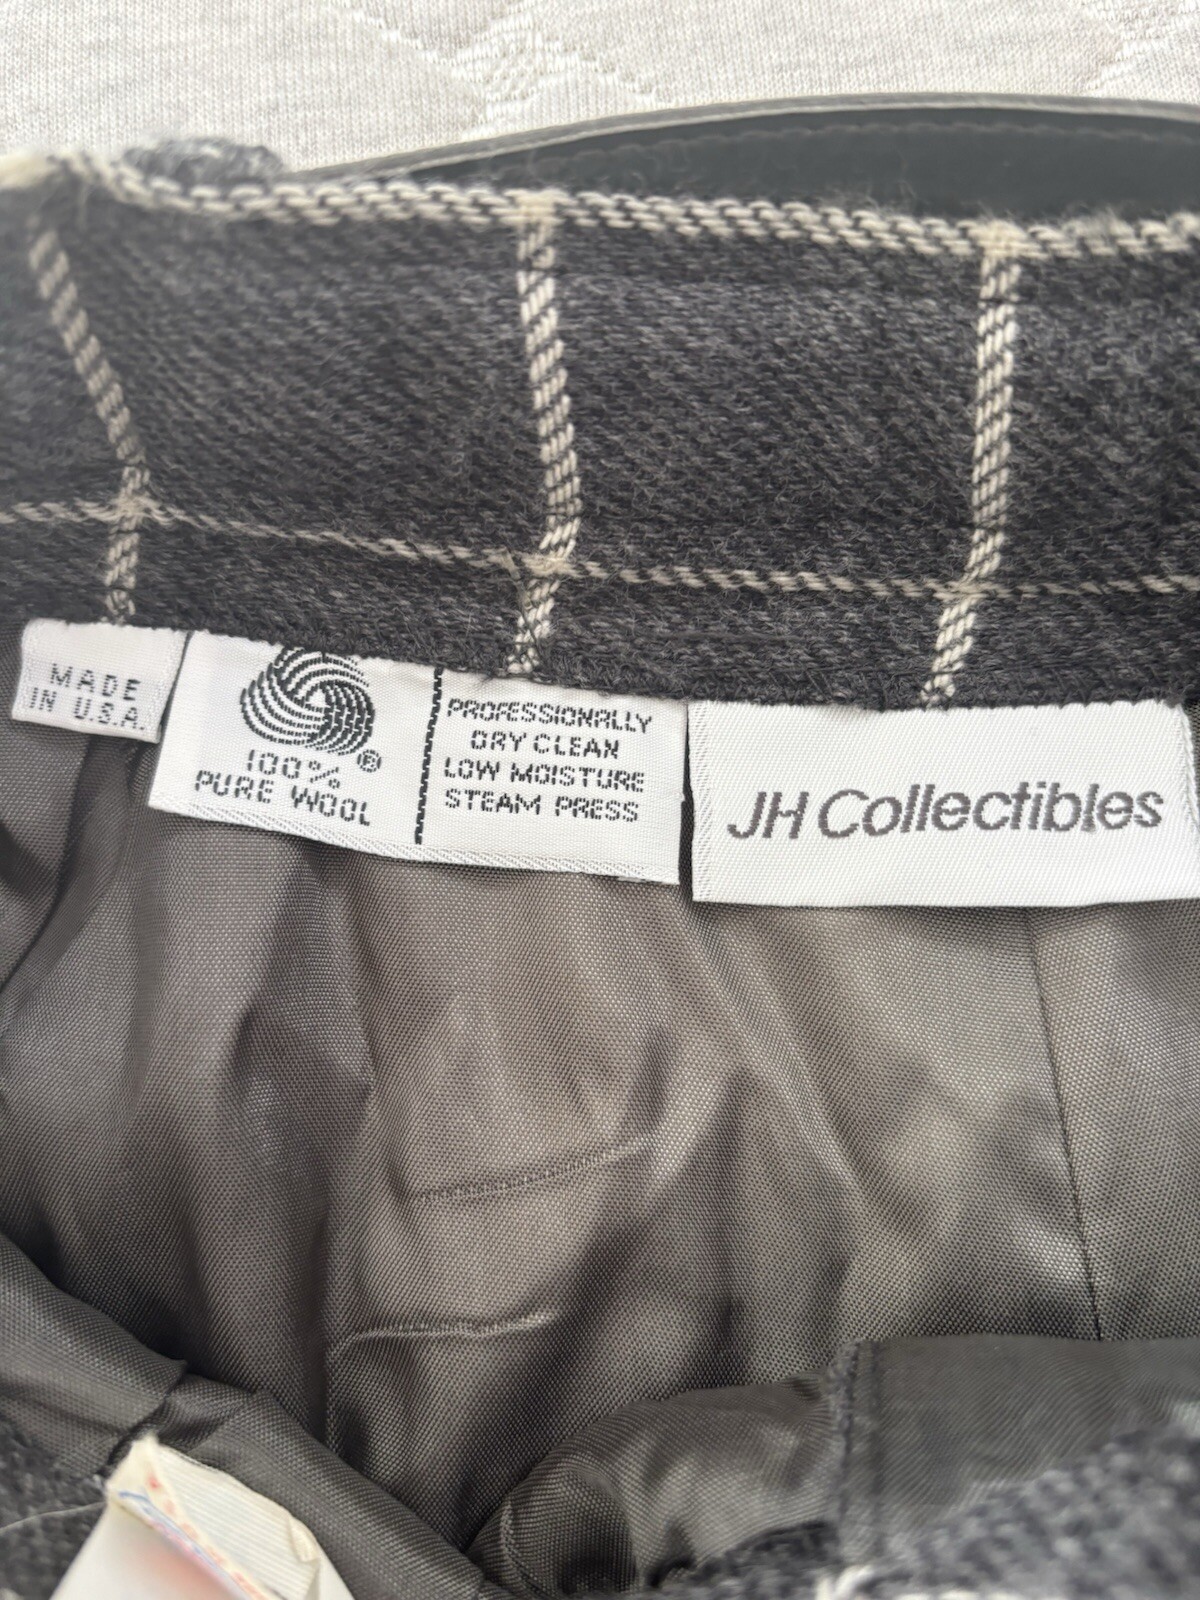 MADE
IN U.S.A.
®
100%
PURE WOOL
PROFESSIONALLY
DRY CLEAN
LOW MOISTURE
STEAM PRESS
JH Collectibles